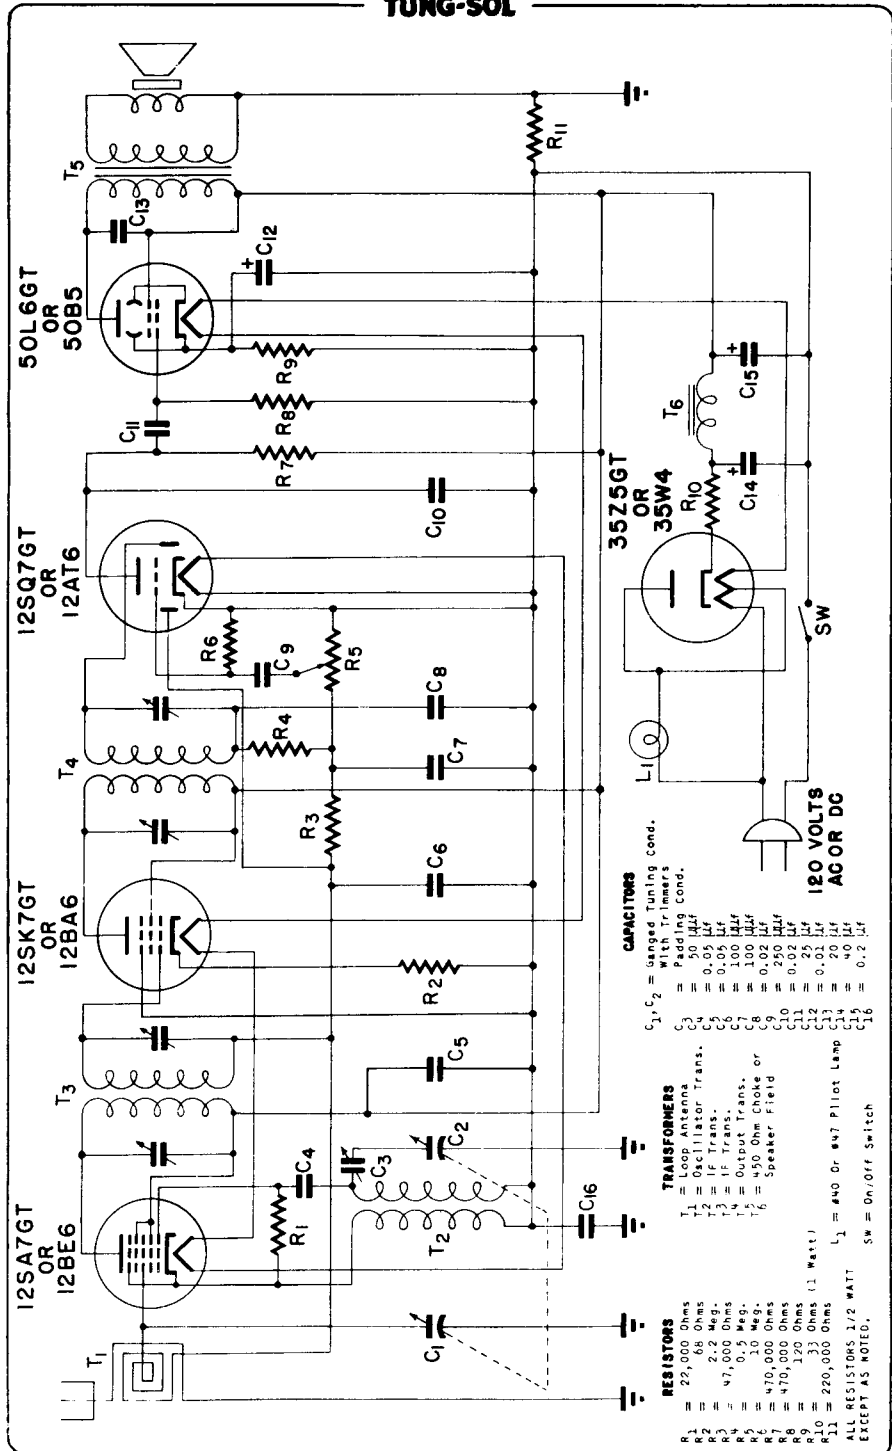 TUNG-SOL
12SA7GT
OR
12BE6
12SK7GT
OR
12BA6
12SQ7GT
OR
12AT6
50L6GT
OR
50B5
T1
T3
T4
T5
C13
C12
C11
R9
R8
R7
C10
R6
C9
R5
R4
C8
C7
R3
C6
R2
C5
C4
R1
C3
C2
T2
C16
C1
R11
35Z5GT
OR
35W4
T6
R10
C14
C15
L1
SW
120 VOLTS
AC OR DC
RESISTORS
R1 = 22,000 Ohms
R2 = 68 Ohms
R3 = 2.2 Meg.
R4 = 47,000 Ohms
R5 = 0.5 Meg.
R6 = 10 Meg.
R7 = 470,000 Ohms
R8 = 470,000 Ohms
R9 = 120 Ohms
R10 = 33 Ohms (1 Watt)
R11 = 220,000 Ohms
ALL RESISTORS 1/2 WATT
EXCEPT AS NOTED.
TRANSFORMERS
T1 = Loop Antenna
T2 = Oscillator Trans.
T3 = IF Trans.
T4 = IF Trans.
T5 = Output Trans.
T6 = 450 Ohm Choke or
Speaker Field
L1 = #40 Or #47 Pilot Lamp
SW = On/Off Switch
CAPACITORS
C1, C2 = Ganged Tuning Cond.
With Trimmers
C3 = Padding Cond.
C4 = 50 µµf
C5 = 0.05 µf
C6 = 0.05 µf
C7 = 100 µµf
C8 = 100 µµf
C9 = 0.02 µf
C10 = 250 µµf
C11 = 0.02 µf
C12 = 25 µf
C13 = 0.01 µf
C14 = 20 µf
C15 = 40 µf
C16 = 0.2 µf